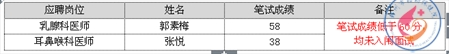 应聘岗位 姓名 笔试成绩 备注
乳腺科医师 郭素梅 58 笔试成绩低于60分,
耳鼻喉科医师 张悦 38 均未入闱面试